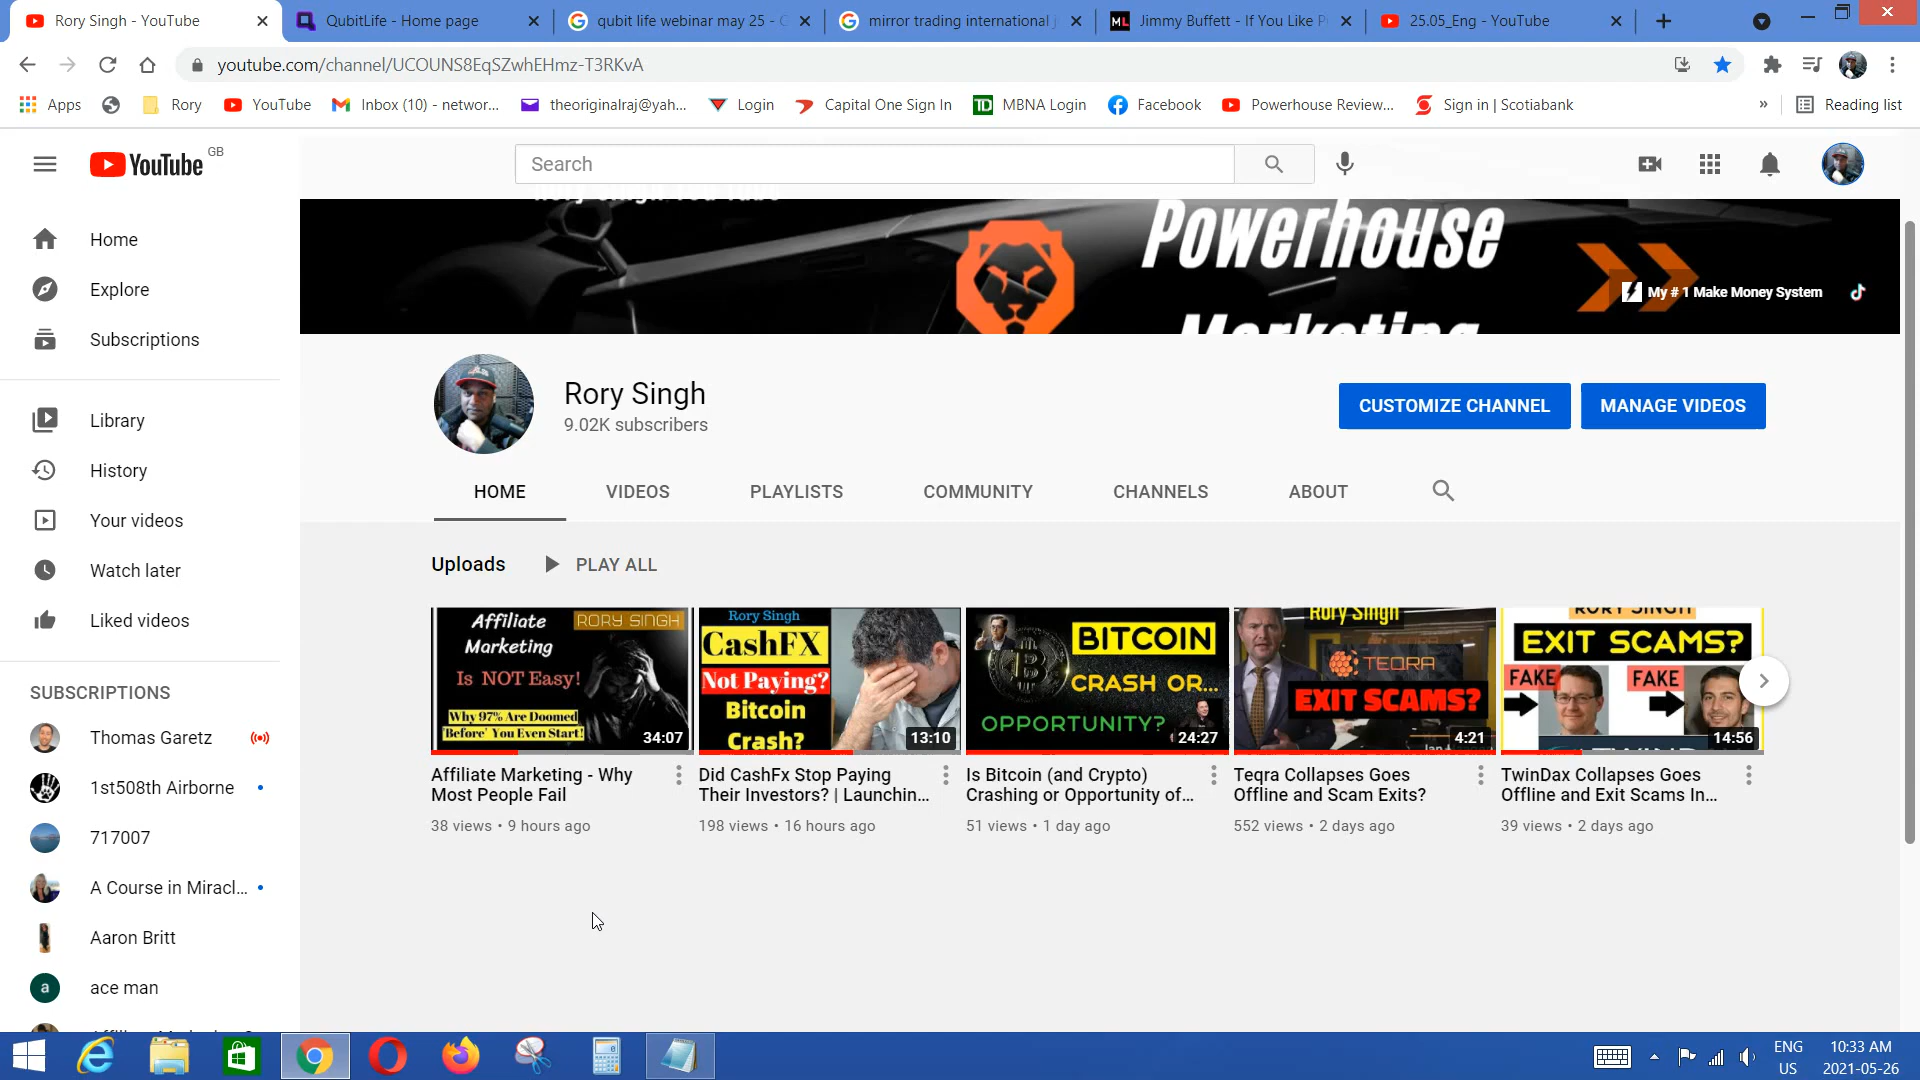 Rory Singh - YouTube
QubitLife - Home page
qubit life webinar may 25 -
mirror trading international
Jimmy Buffett - If You Like
25.05_Eng - YouTube
youtube.com/channel/UCOUNS8EqSZwhEHmz-T3RKvA
Apps
Rory
YouTube
Inbox (10) - networ...
theoriginalraj@yah...
Login
Capital One Sign In
TD
MBNA Login
Facebook
Powerhouse Review...
Sign in | Scotiabank
»
Reading list
YouTube GB
Search
Home
Explore
Subscriptions
Library
History
Your videos
Watch later
Liked videos
SUBSCRIPTIONS
Thomas Garetz
1st508th Airborne
717007
A Course in Miracl...
Aaron Britt
a
ace man
Powerhouse
Marketing
My # 1 Make Money System
Rory Singh
9.02K subscribers
CUSTOMIZE CHANNEL
MANAGE VIDEOS
HOME
VIDEOS
PLAYLISTS
COMMUNITY
CHANNELS
ABOUT
Uploads
PLAY ALL
Affiliate
Marketing
RORY SINGH
Is NOT Easy!
Why 97% Are Doomed
'Before' You Even Start!
34:07
Affiliate Marketing - Why
Most People Fail
38 views • 9 hours ago
Rory Singh
CashFX
Not Paying?
Bitcoin
Crash?
13:10
Did CashFx Stop Paying
Their Investors? | Launchin...
198 views • 16 hours ago
BITCOIN
CRASH OR...
OPPORTUNITY?
24:27
Is Bitcoin (and Crypto)
Crashing or Opportunity of...
51 views • 1 day ago
Rory Singh
TEQRA
EXIT SCAMS?
4:21
Teqra Collapses Goes
Offline and Scam Exits?
552 views • 2 days ago
RORY SINGH
EXIT SCAMS?
FAKE
FAKE
14:56
TwinDax Collapses Goes
Offline and Exit Scams In...
39 views • 2 days ago
ENG
US
10:33 AM
2021-05-26